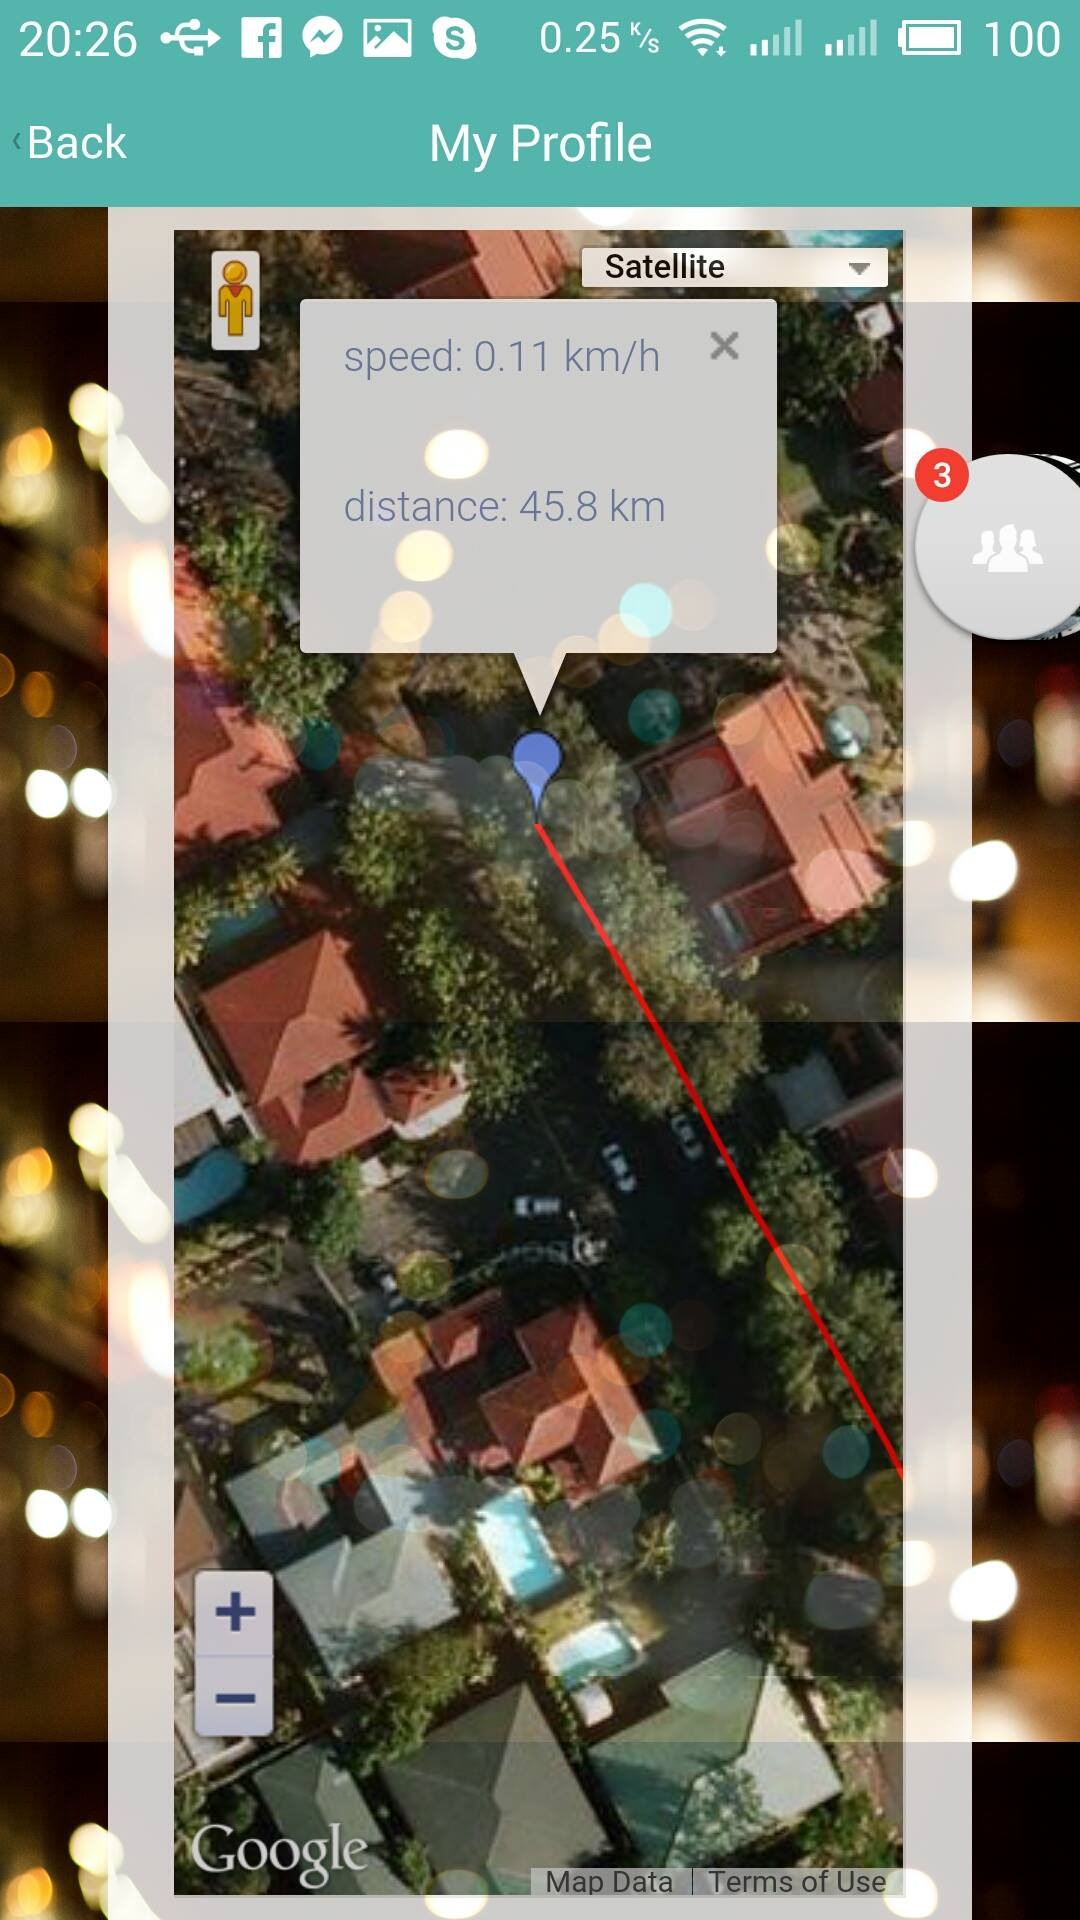 20:26 0.25 K/s 100
‹ Back My Profile
Satellite
speed: 0.11 km/h
distance: 45.8 km
3
Google
Map Data Terms of Use